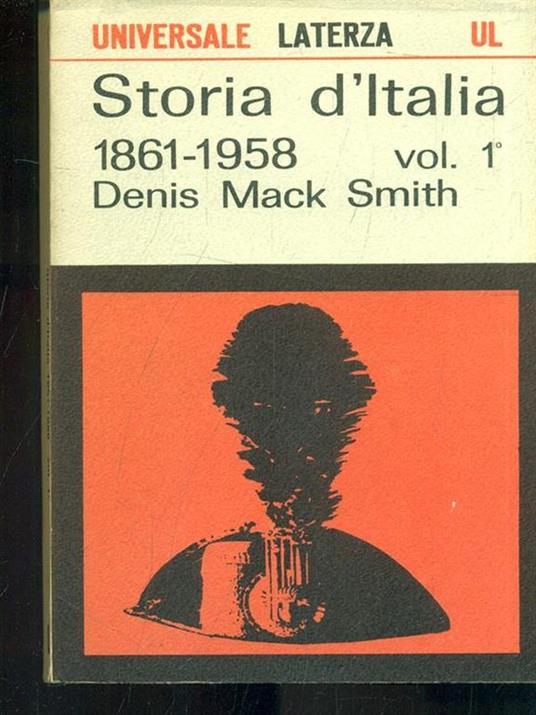 UNIVERSALE LATERZA UL
Storia d'Italia
1861-1958 vol. 1°
Denis Mack Smith